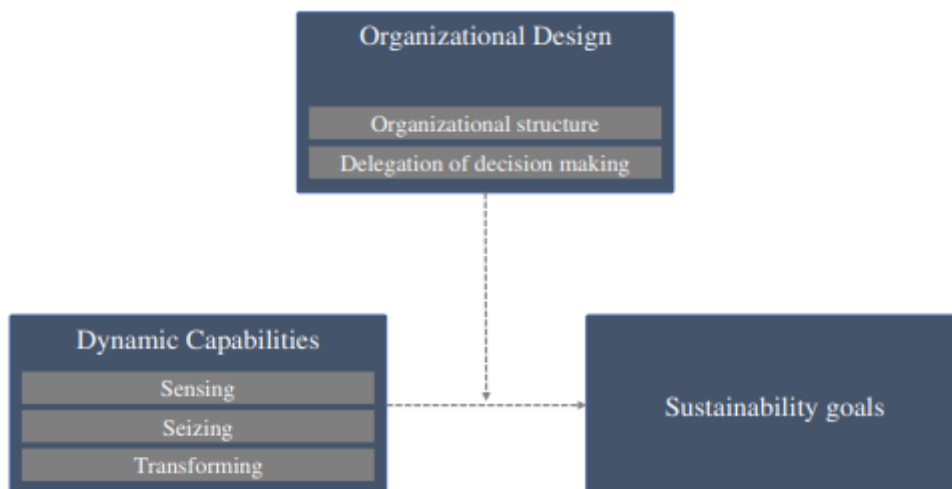 Organizational Design
Organizational structure
Delegation of decision making
Dynamic Capabilities
Sensing
Seizing
Transforming
Sustainability goals